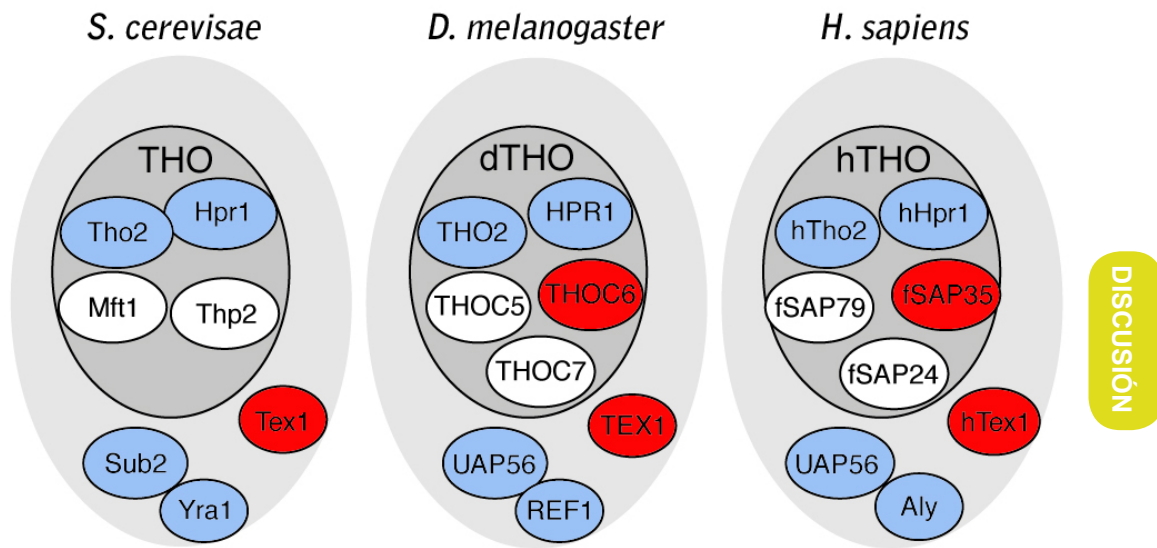 S. cerevisae
D. melanogaster
H. sapiens
THO
Hpr1
Tho2
Mft1
Thp2
Tex1
Sub2
Yra1
dTHO
HPR1
THO2
THOC6
THOC5
THOC7
TEX1
UAP56
REF1
hTHO
hHpr1
hTho2
fSAP35
fSAP79
fSAP24
hTex1
UAP56
Aly
DISCUSIÓN